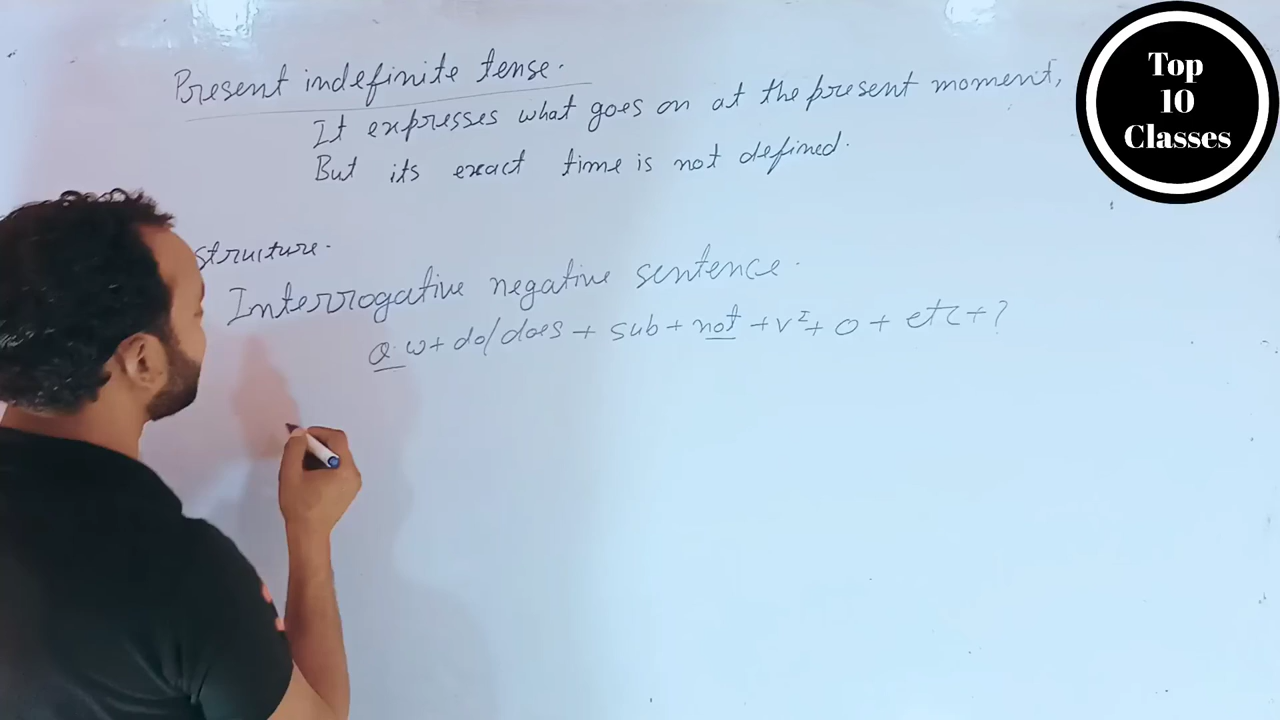 Present indefinite tense.
It expresses what goes on at the present moment,
But its exact time is not defined.
structure.
Interrogative negative sentence.
Q.w+ do/does + sub + not + v¹ + o + etc + ?
Top
10
Classes